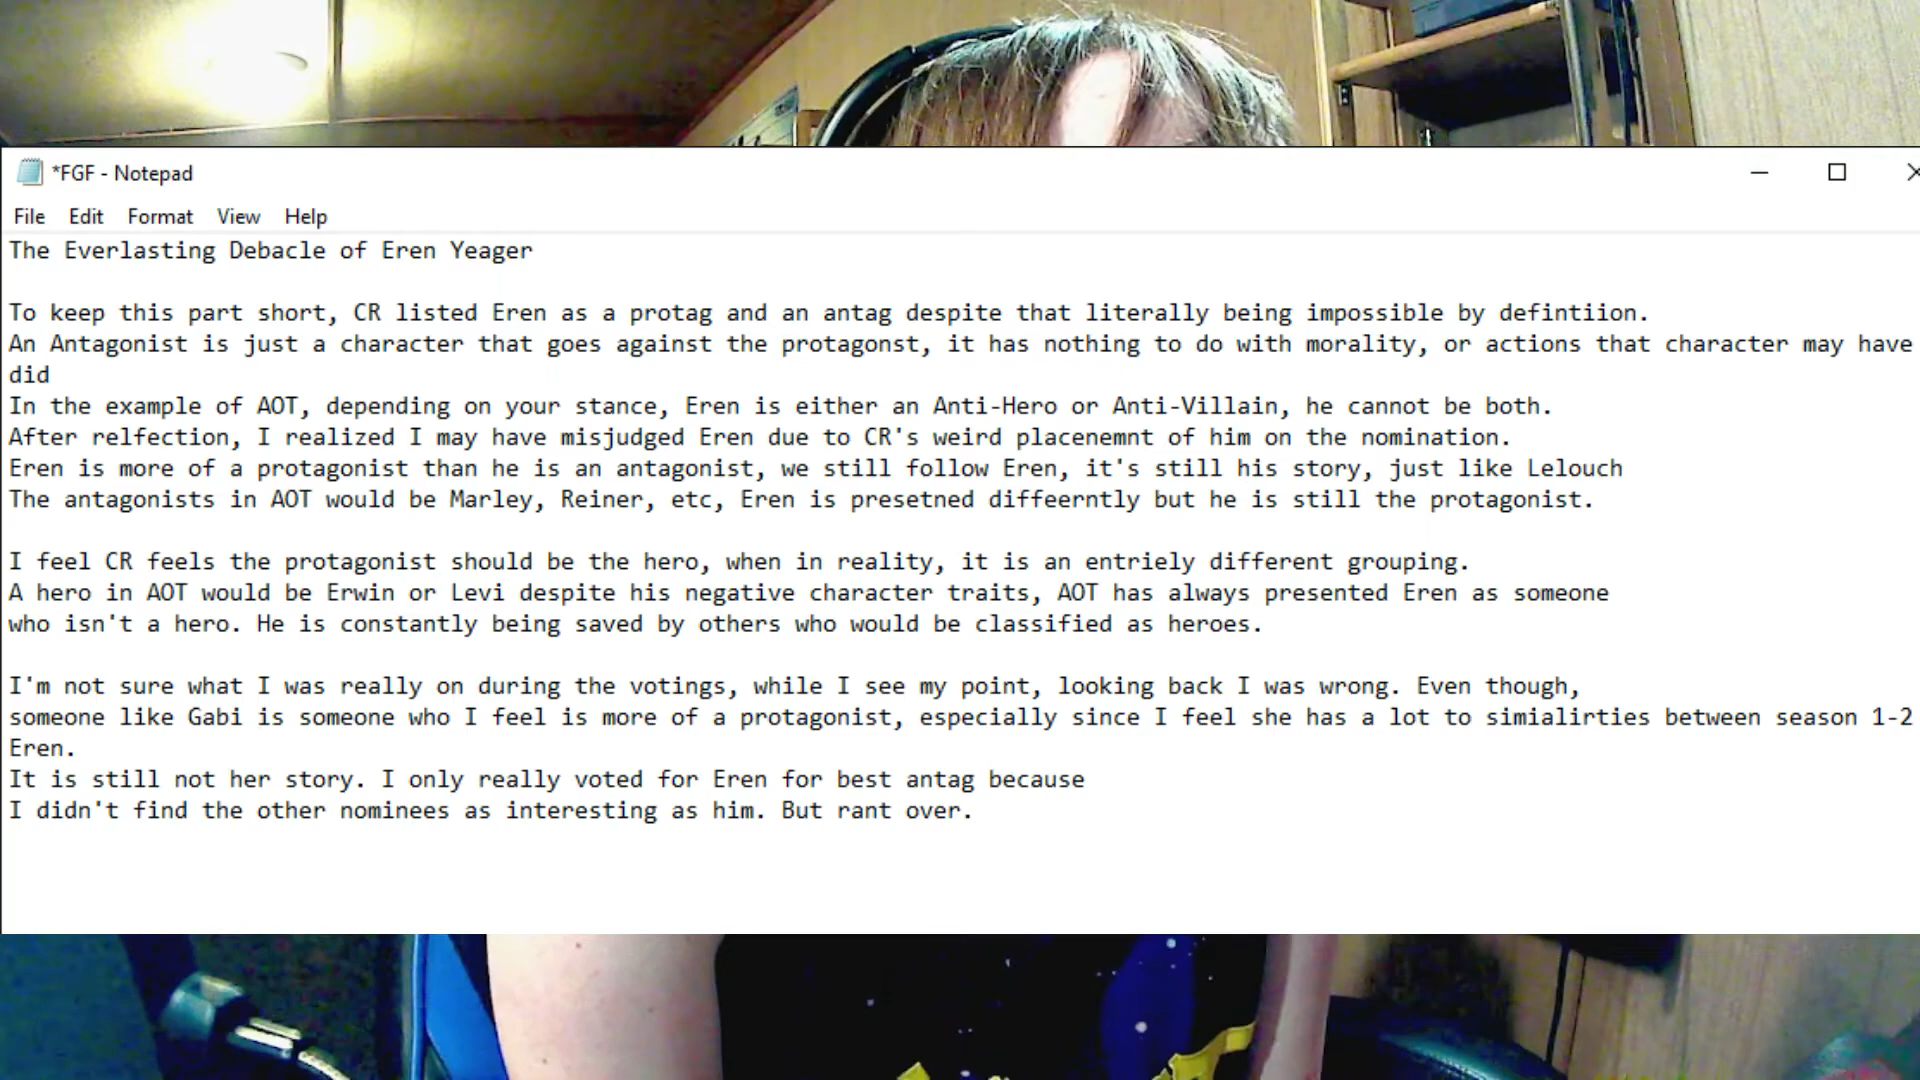 *FGF - Notepad
File Edit Format View Help
The Everlasting Debacle of Eren Yeager
To keep this part short, CR listed Eren as a protag and an antag despite that literally being impossible by defintiion.
An Antagonist is just a character that goes against the protagonst, it has nothing to do with morality, or actions that character may have
did
In the example of AOT, depending on your stance, Eren is either an Anti-Hero or Anti-Villain, he cannot be both.
After relfection, I realized I may have misjudged Eren due to CR's weird placenemnt of him on the nomination.
Eren is more of a protagonist than he is an antagonist, we still follow Eren, it's still his story, just like Lelouch
The antagonists in AOT would be Marley, Reiner, etc, Eren is presetned diffeerntly but he is still the protagonist.
I feel CR feels the protagonist should be the hero, when in reality, it is an entriely different grouping.
A hero in AOT would be Erwin or Levi despite his negative character traits, AOT has always presented Eren as someone
who isn't a hero. He is constantly being saved by others who would be classified as heroes.
I'm not sure what I was really on during the votings, while I see my point, looking back I was wrong. Even though,
someone like Gabi is someone who I feel is more of a protagonist, especially since I feel she has a lot to simialirties between season 1-2
Eren.
It is still not her story. I only really voted for Eren for best antag because
I didn't find the other nominees as interesting as him. But rant over.